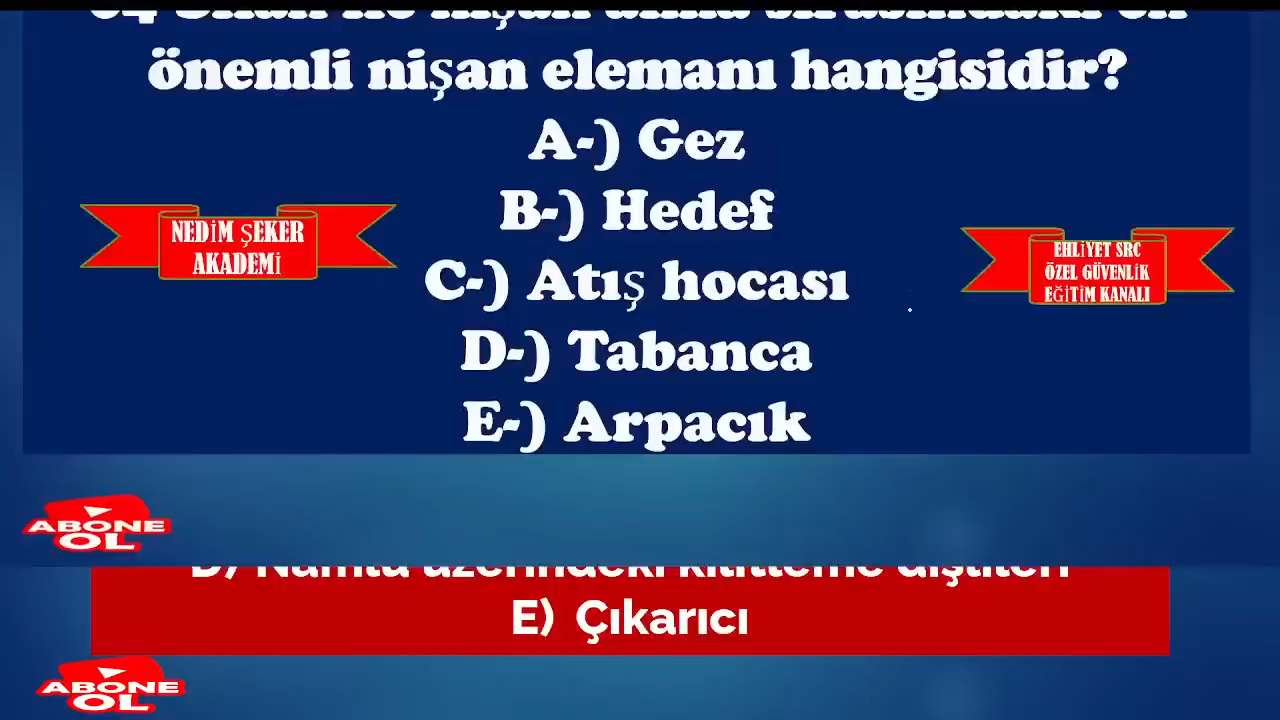 önemli nişan elemanı hangisidir?
A-) Gez
B-) Hedef
C-) Atış hocası
D-) Tabanca
E-) Arpacık
NEDİM ŞEKER
AKADEMİ
EHLİYET SRC
ÖZEL GÜVENLİK
EĞİTİM KANALI
ABONE
OL
E) Çıkarıcı
ABONE
OL